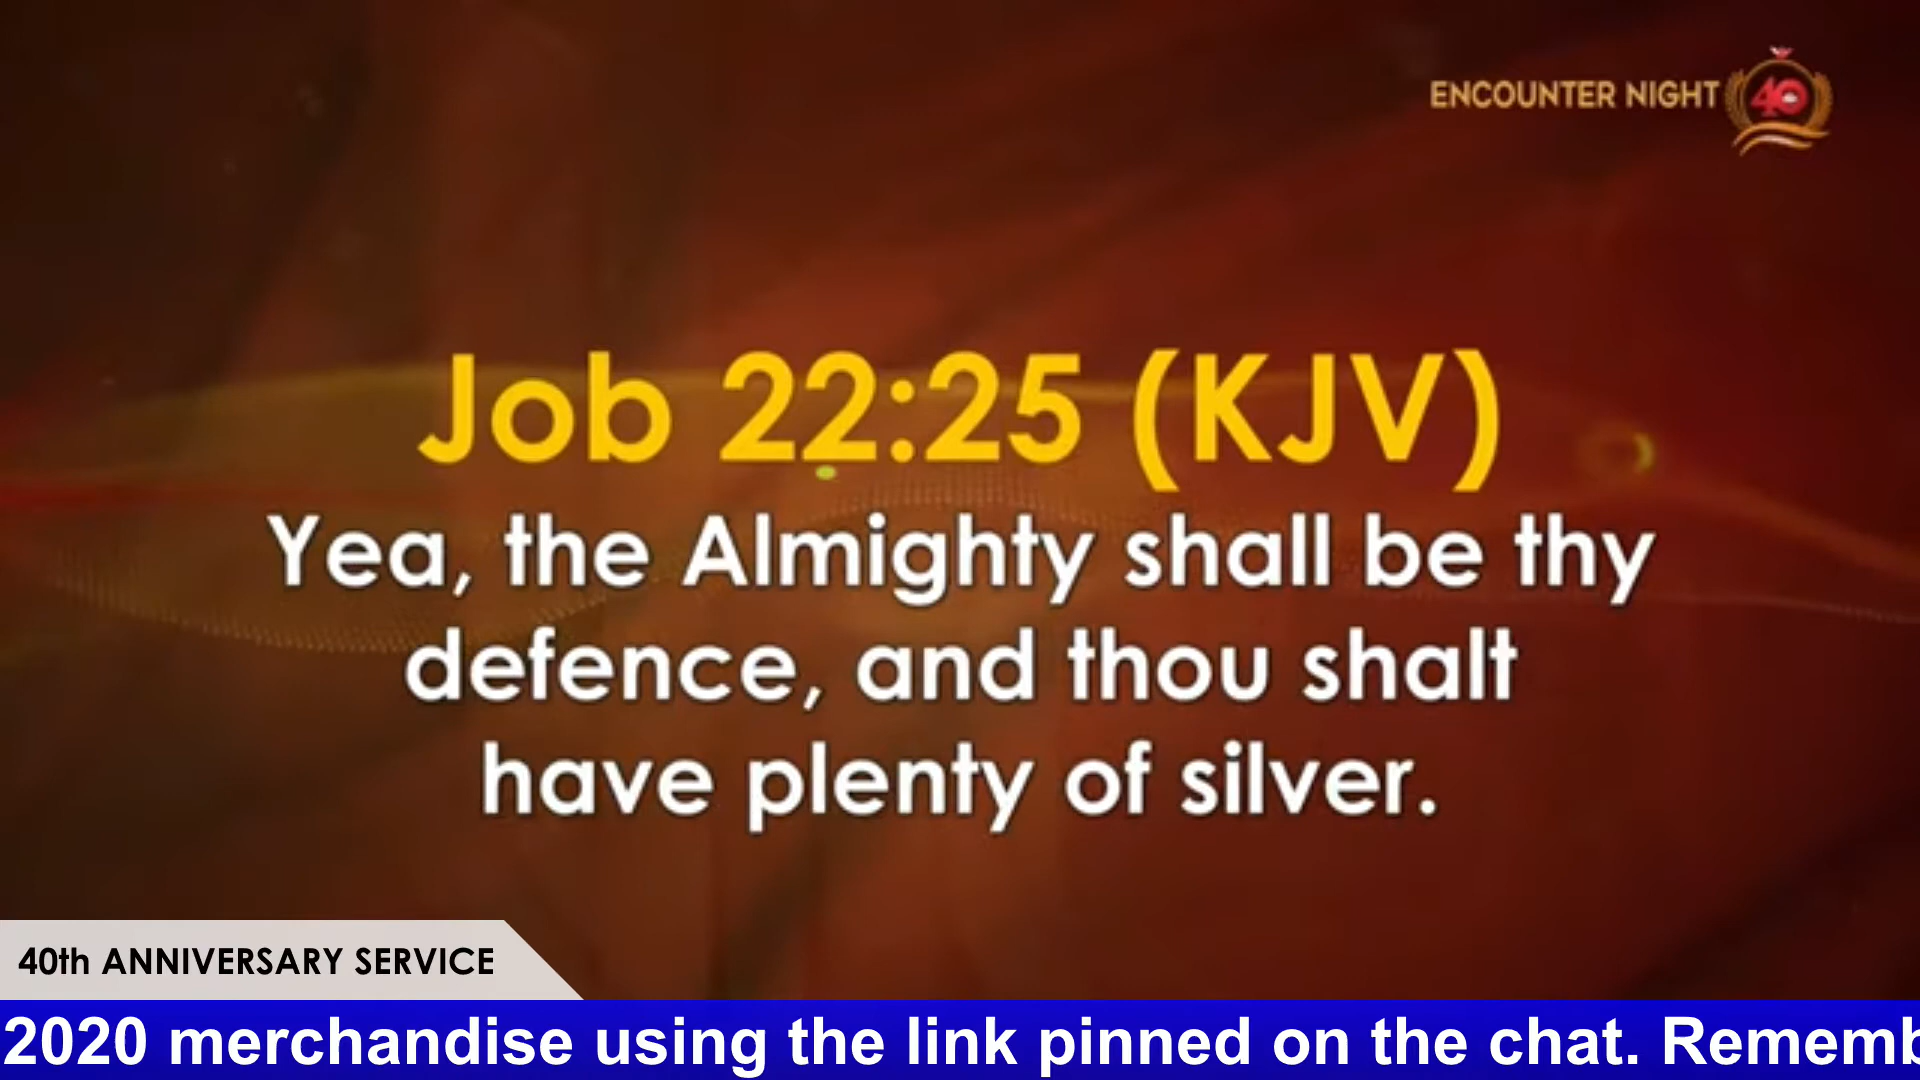 ENCOUNTER NIGHT 40
Job 22:25 (KJV)
Yea, the Almighty shall be thy
defence, and thou shalt
have plenty of silver.
40th ANNIVERSARY SERVICE
2020 merchandise using the link pinned on the chat. Rememb